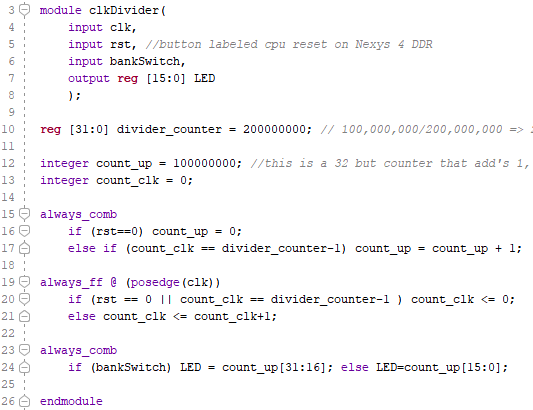 3 module clkDivider(
4 input clk,
5 input rst, //button labeled cpu reset on Nexys 4 DDR
6 input bankSwitch,
7 output reg [15:0] LED
8 );
9
10 reg [31:0] divider_counter = 200000000; // 100,000,000/200,000,000 =>
11
12 integer count_up = 100000000; //this is a 32 but counter that add's 1,
13 integer count_clk = 0;
14
15 always_comb
16 if (rst==0) count_up = 0;
17 else if (count_clk == divider_counter-1) count_up = count_up + 1;
18
19 always_ff @ (posedge(clk))
20 if (rst == 0 || count_clk == divider_counter-1 ) count_clk <= 0;
21 else count_clk <= count_clk+1;
22
23 always_comb
24 if (bankSwitch) LED = count_up[31:16]; else LED=count_up[15:0];
25
26 endmodule